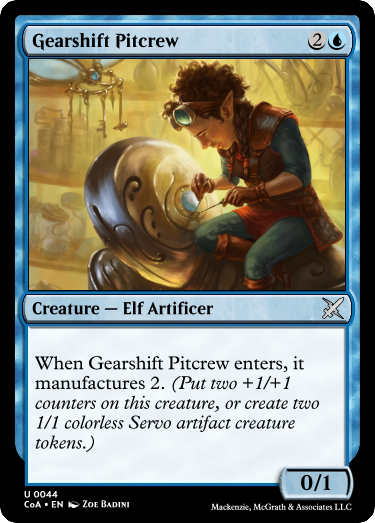 Gearshift Pitcrew 2
Creature — Elf Artificer
When Gearshift Pitcrew enters, it
manufactures 2. (Put two +1/+1
counters on this creature, or create two
1/1 colorless Servo artifact creature
tokens.)
0/1
U 0044
CoA • EN Zoe Badini
Mackenzie, McGrath & Associates LLC